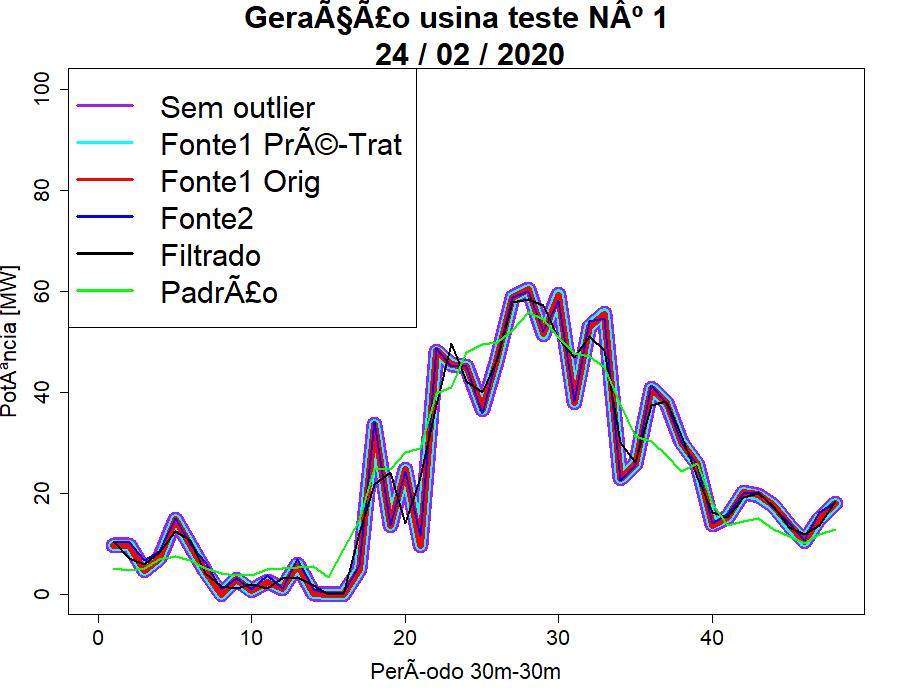 GeraÃ§Ã£o usina teste NÂº 1
24 / 02 / 2020
Sem outlier
Fonte1 PrÃ©-Trat
Fonte1 Orig
Fonte2
Filtrado
PadrÃ£o
PotÃªncia [MW]
100
80
60
40
20
0
0 10 20 30 40
PerÃ-odo 30m-30m